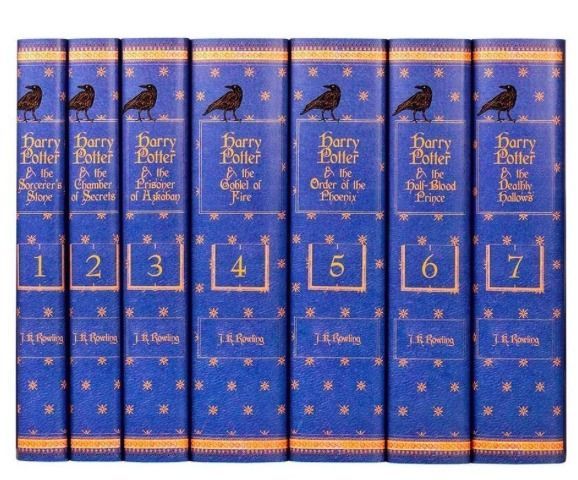 Harry
Potter
& the
Sorcerer's
Stone
1
J.K.Rowling
Harry
Potter
& the
Chamber
of Secrets
2
J.K.Rowling
Harry
Potter
& the
Prisoner
of Azkaban
3
J.K.Rowling
Harry
Potter
& the
Goblet of
Fire
4
J.K.Rowling
Harry
Potter
& the
Order of the
Phoenix
5
J.K.Rowling
Harry
Potter
& the
Half-Blood
Prince
6
J.K.Rowling
Harry
Potter
& the
Deathly
Hallows
7
J.K.Rowling